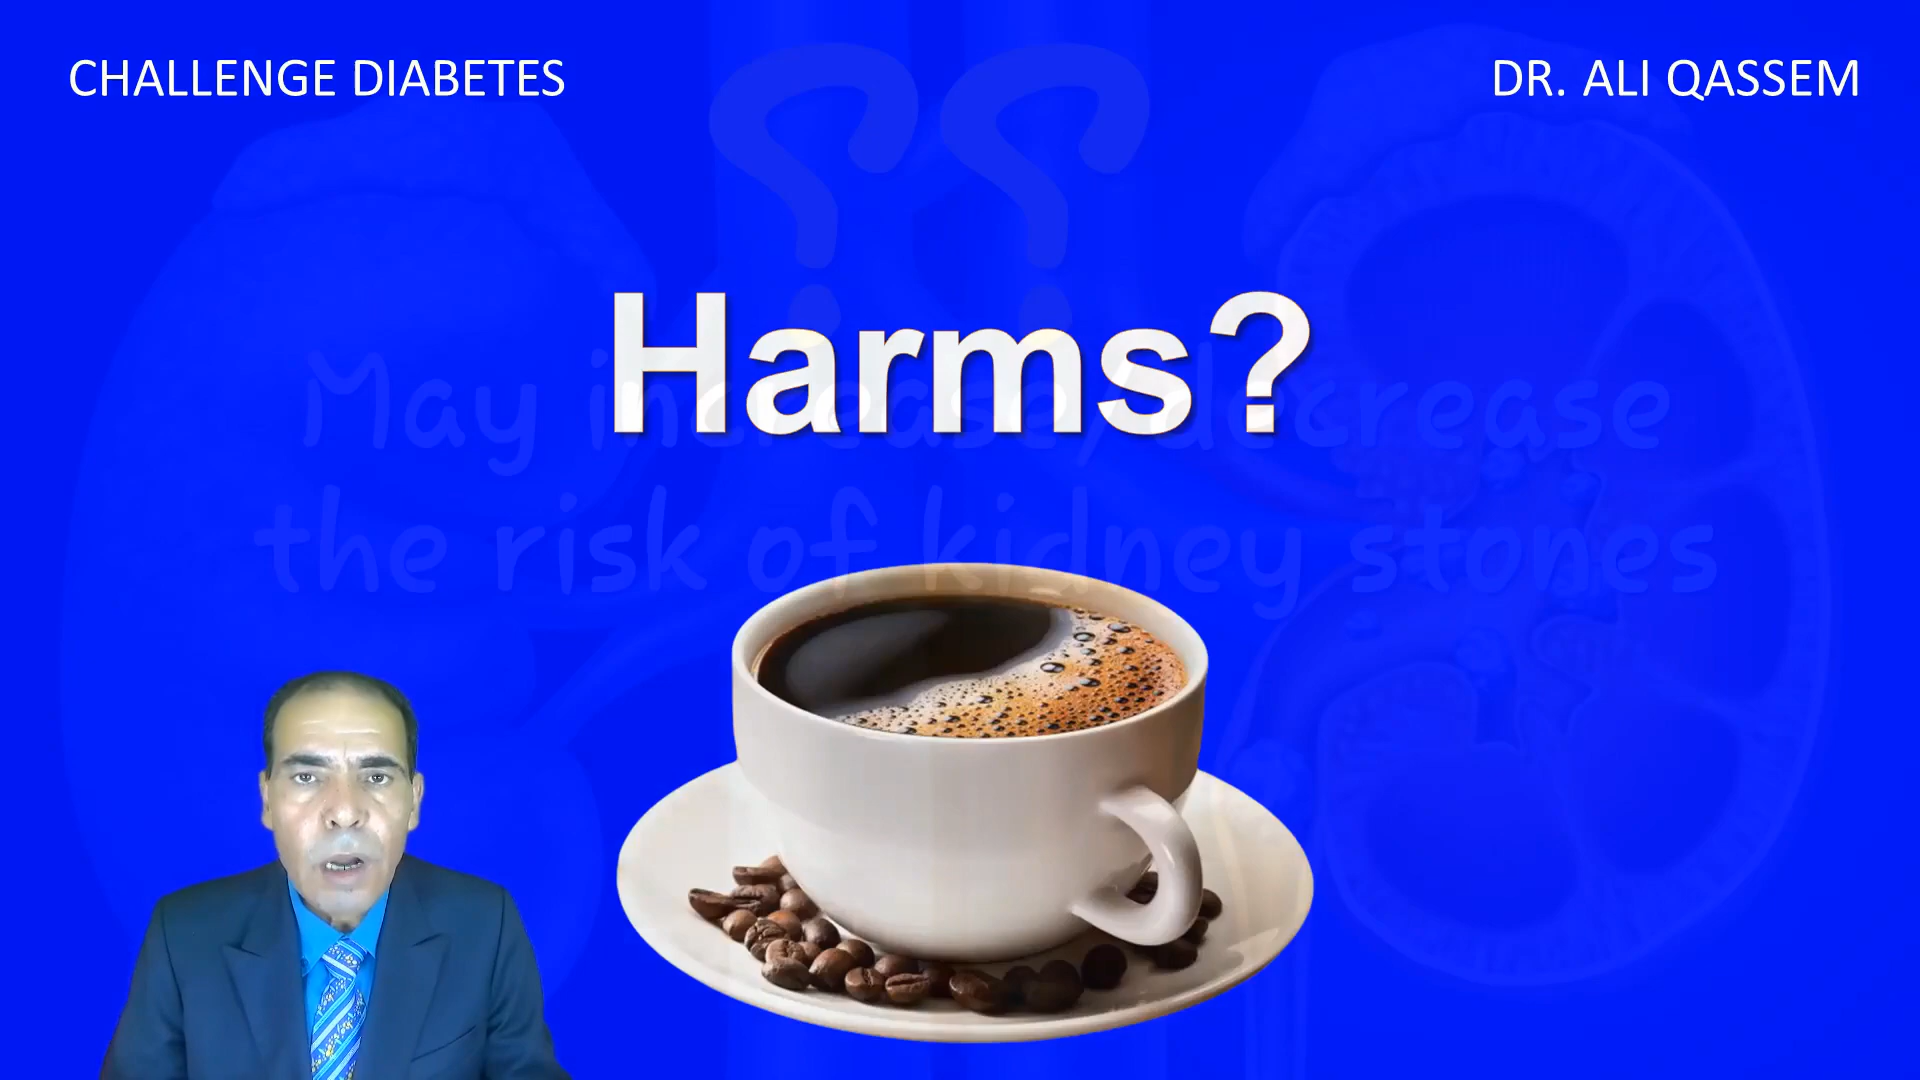 CHALLENGE DIABETES
DR. ALI QASSEM
؟؟
Harms?
May increase/decrease
the risk of kidney stones